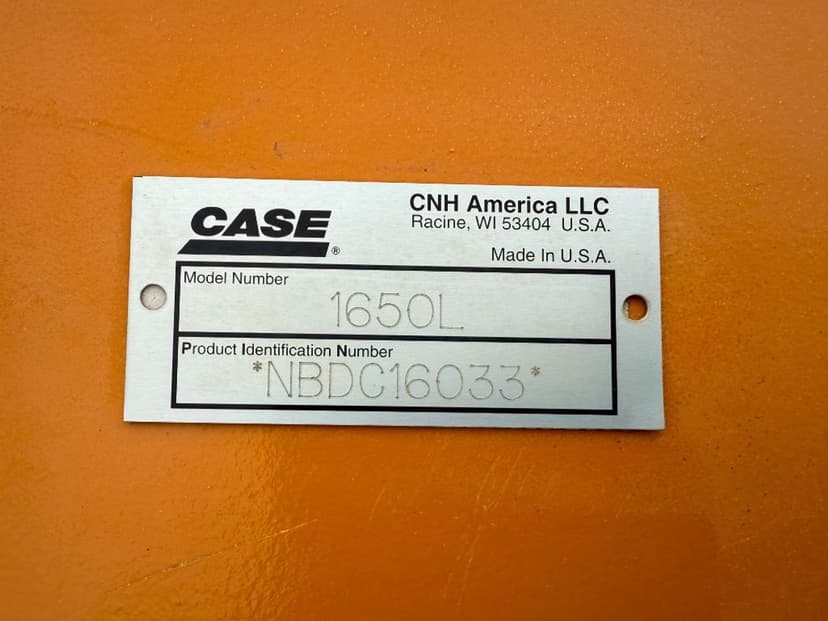 CASE®
CNH America LLC
Racine, WI 53404 U.S.A.
Made In U.S.A.
Model Number
1650L
Product Identification Number
*NBDC16033*